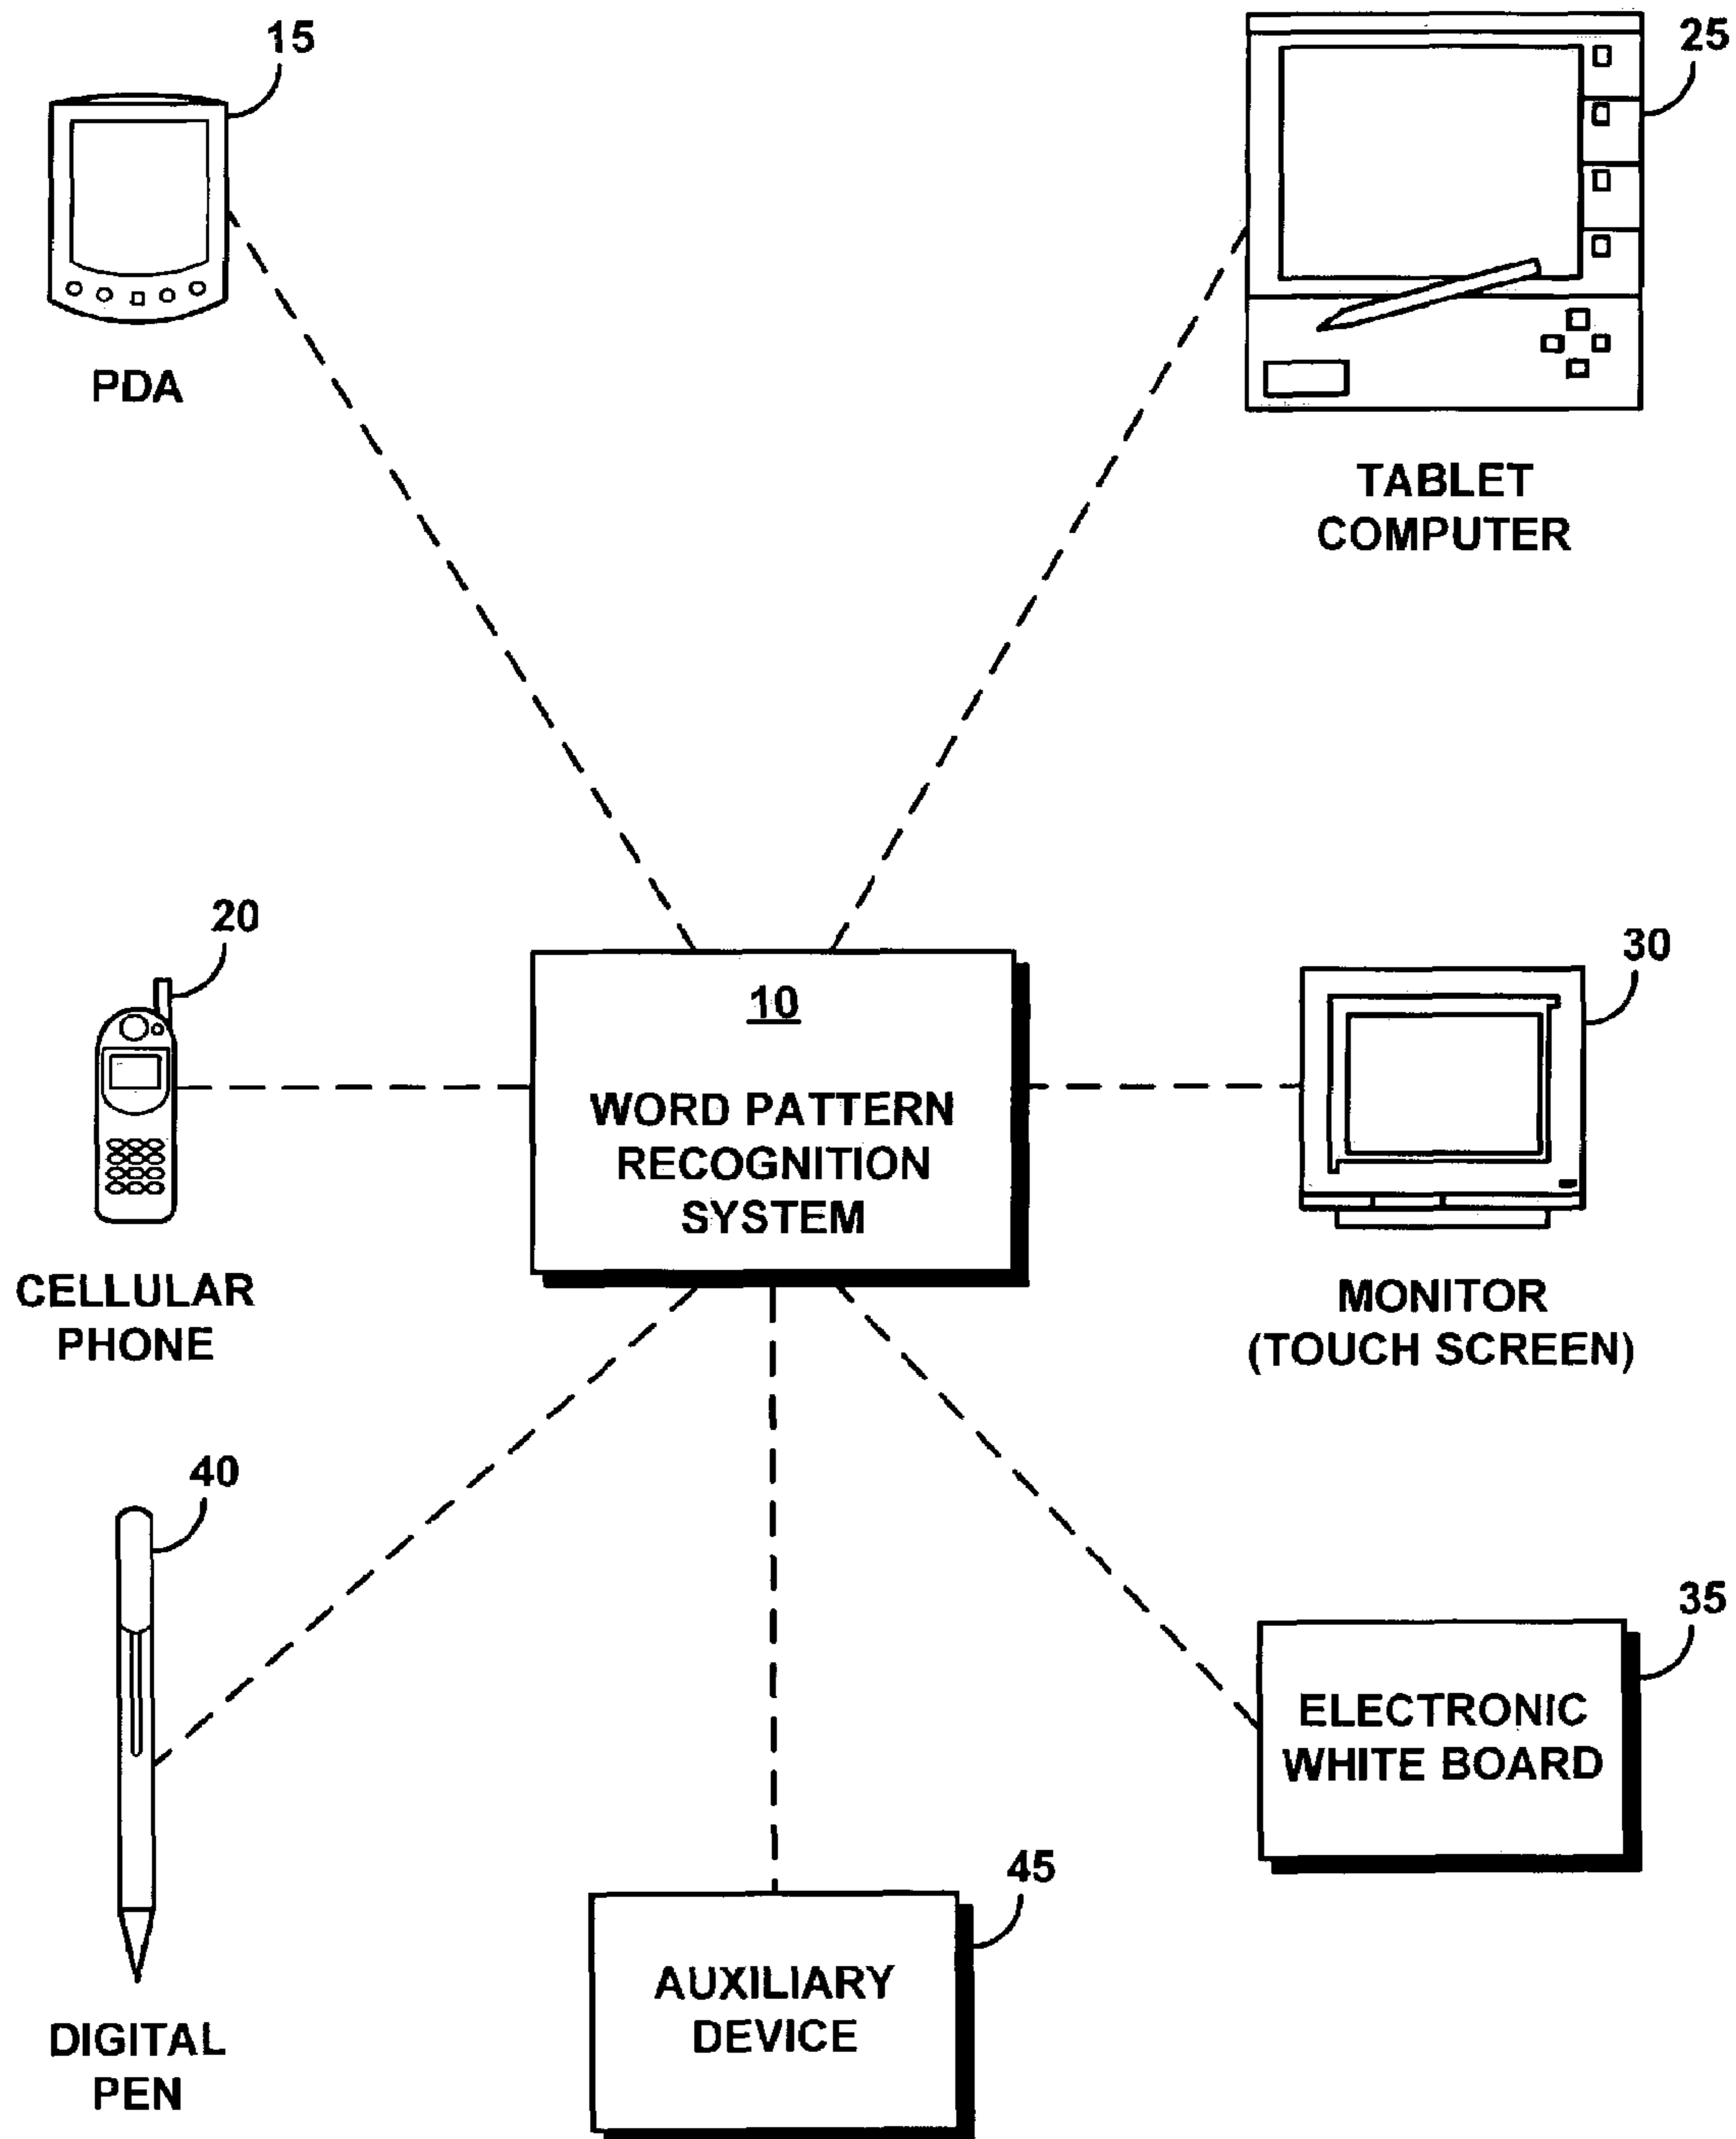 15
25
PDA
TABLET
COMPUTER
20
10
30
WORD PATTERN
RECOGNITION
SYSTEM
CELLULAR
PHONE
MONITOR
(TOUCH SCREEN)
40
35
ELECTRONIC
WHITE BOARD
45
AUXILIARY
DEVICE
DIGITAL
PEN